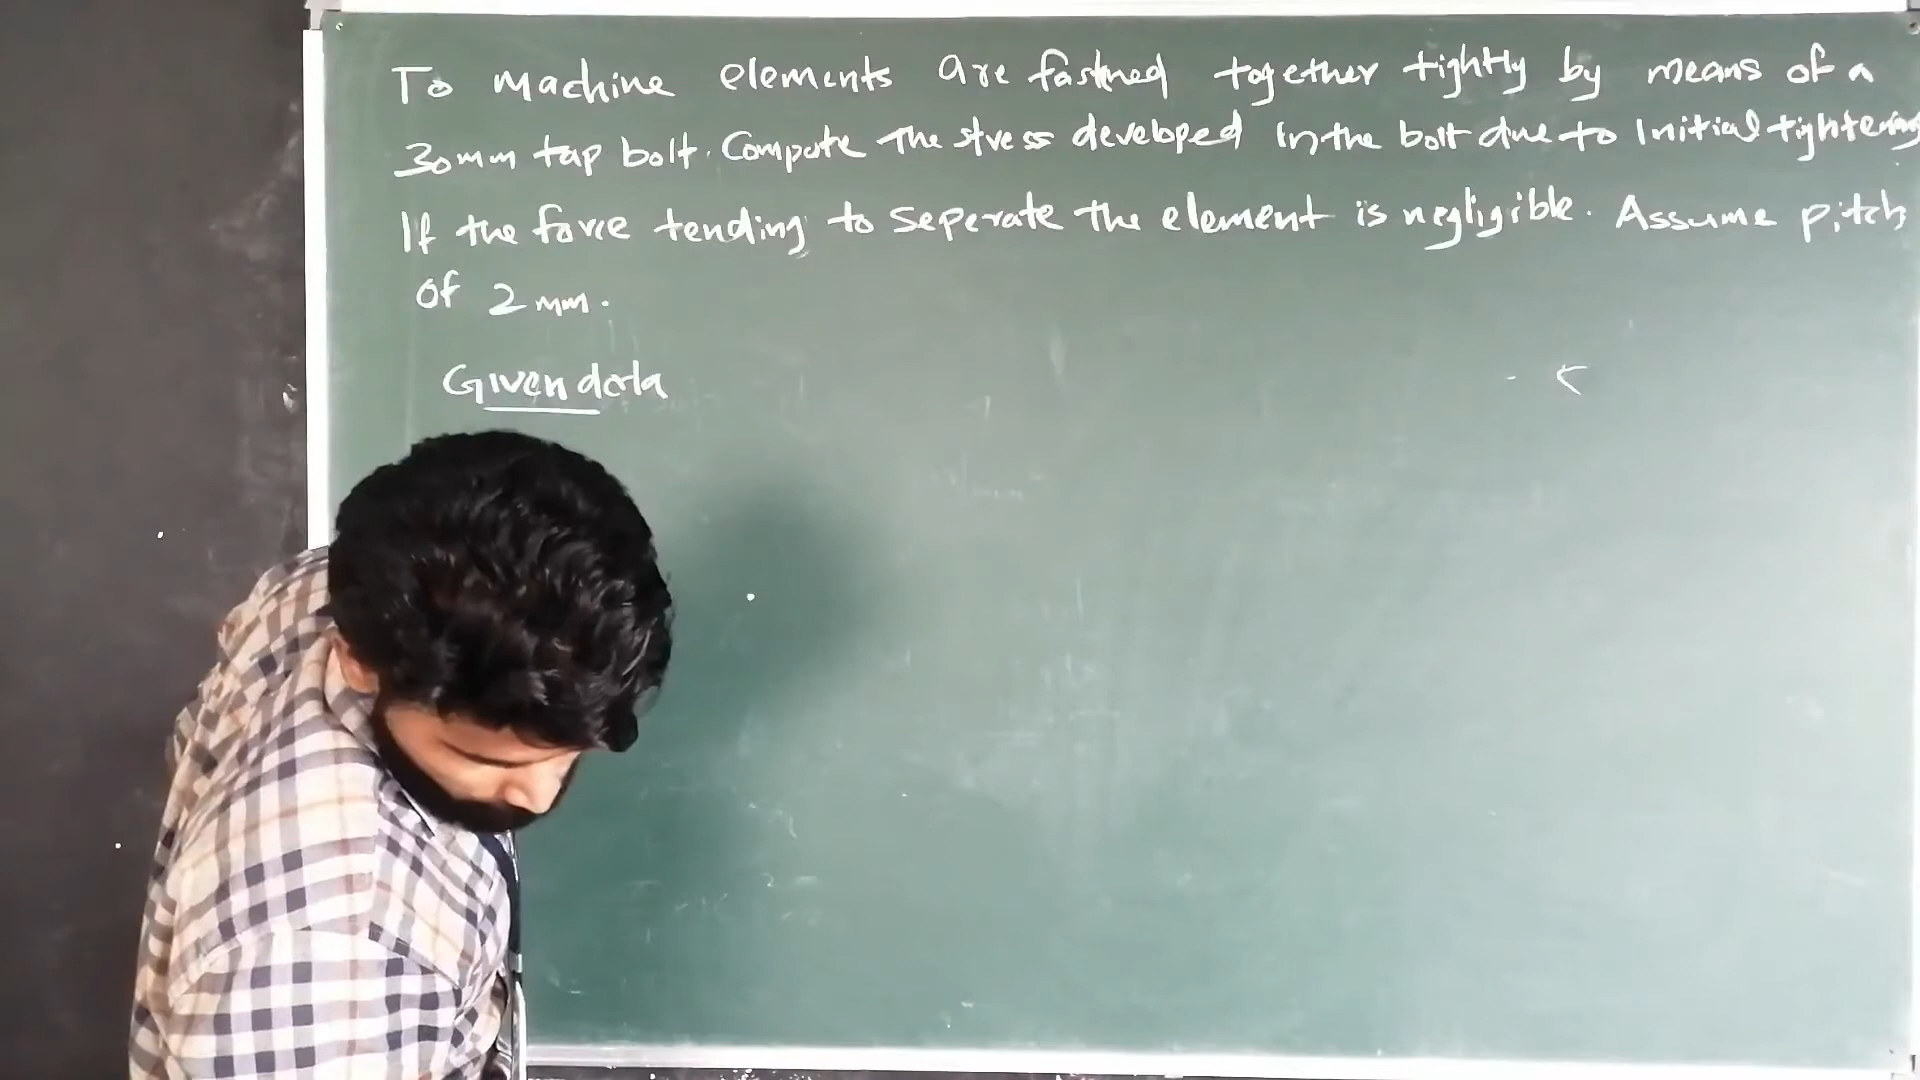 To machine elements are fastned together tightly by means of a
30mm tap bolt. Compute the stress developed in the bolt due to Initial tightening
If the force tending to seperate the element is negligible. Assume pitch
of 2 mm.
Given data